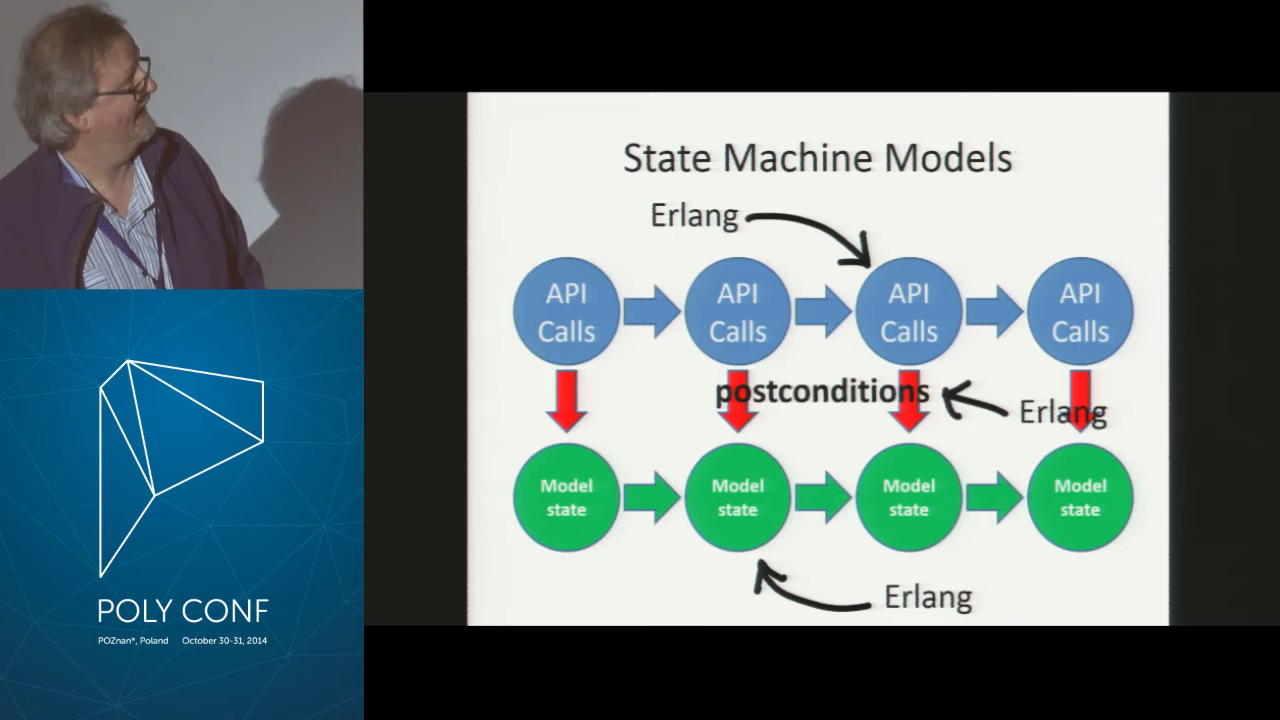 State Machine Models
Erlang
API
Calls
API
Calls
API
Calls
API
Calls
postconditions
Erlang
Model
state
Model
state
Model
state
Model
state
Erlang
POLY CONF
POZnan*, Poland October 30-31, 2014